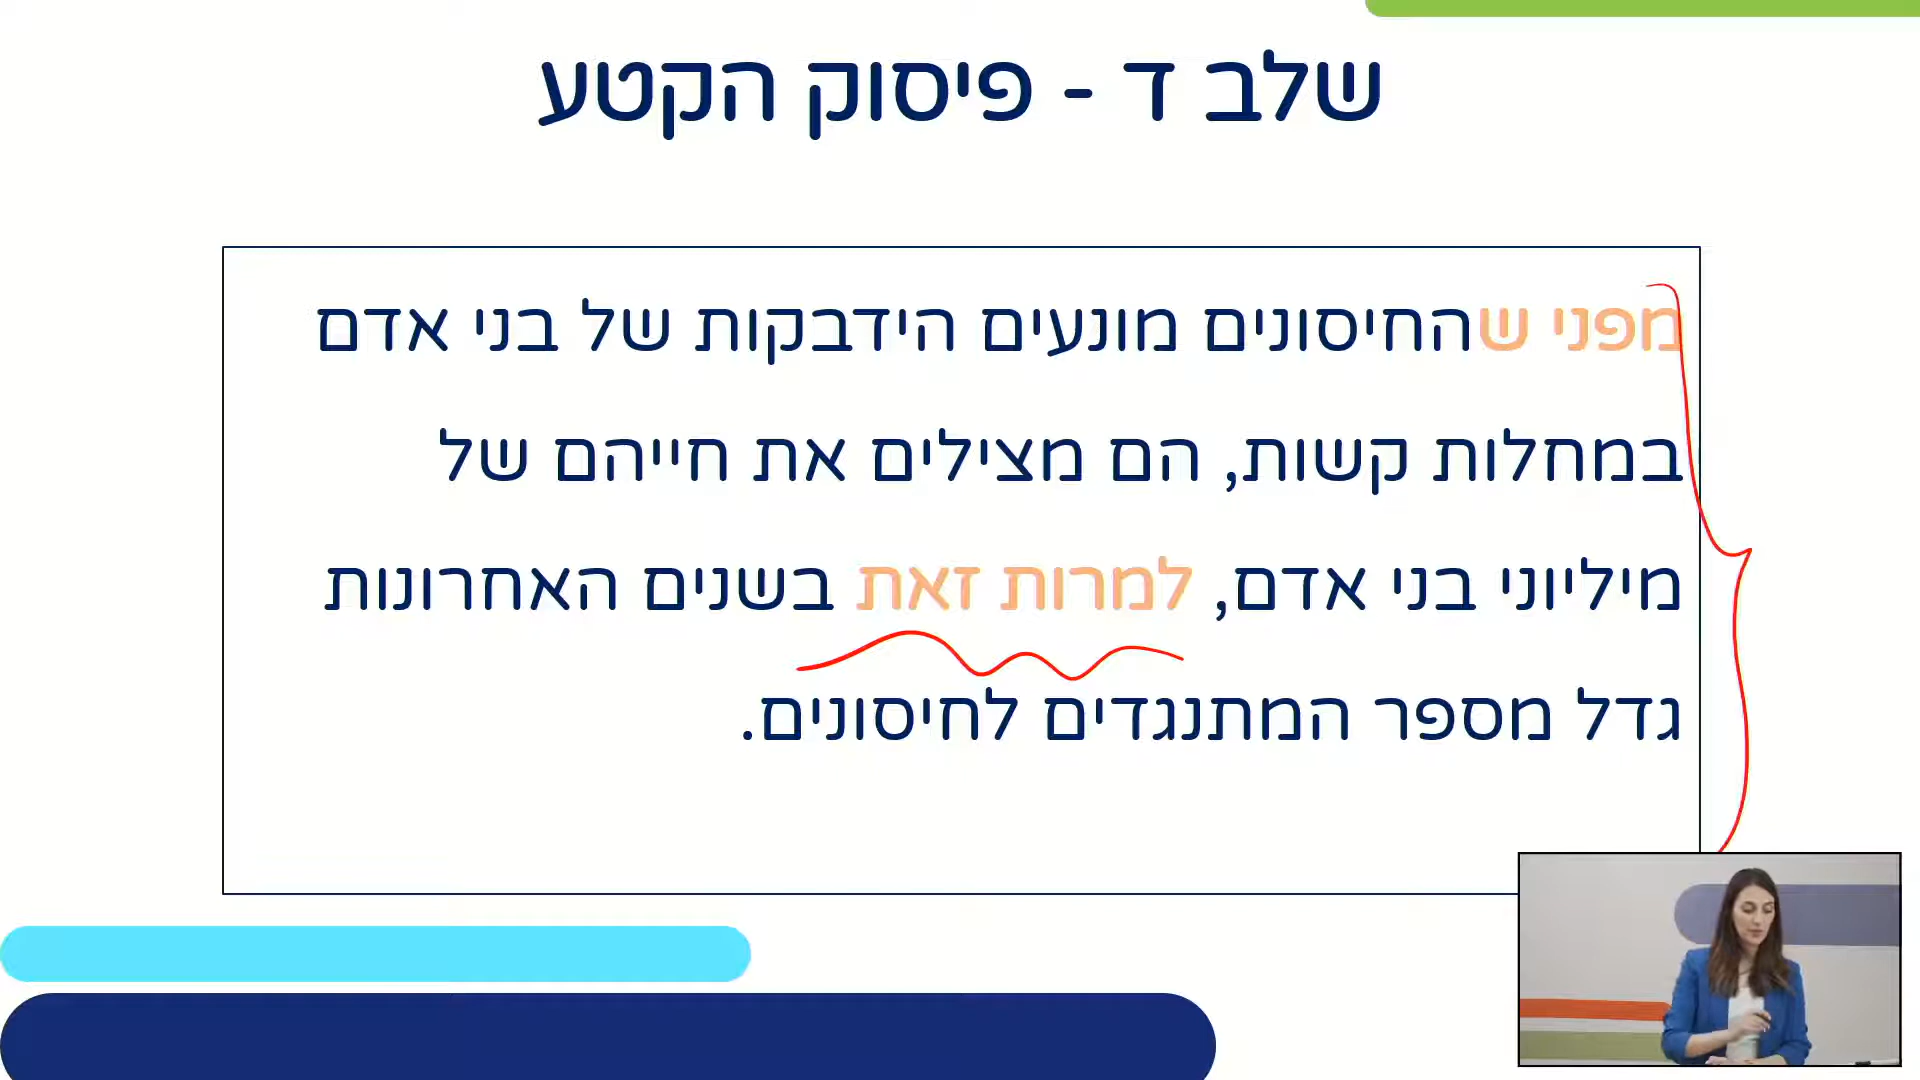 שלב ד - פיסוק הקטע
מפני שהחיסונים מונעים הידבקות של בני אדם
במחלות קשות, הם מצילים את חייהם של
מיליוני בני אדם, למרות זאת בשנים האחרונות
גדל מספר המתנגדים לחיסונים.